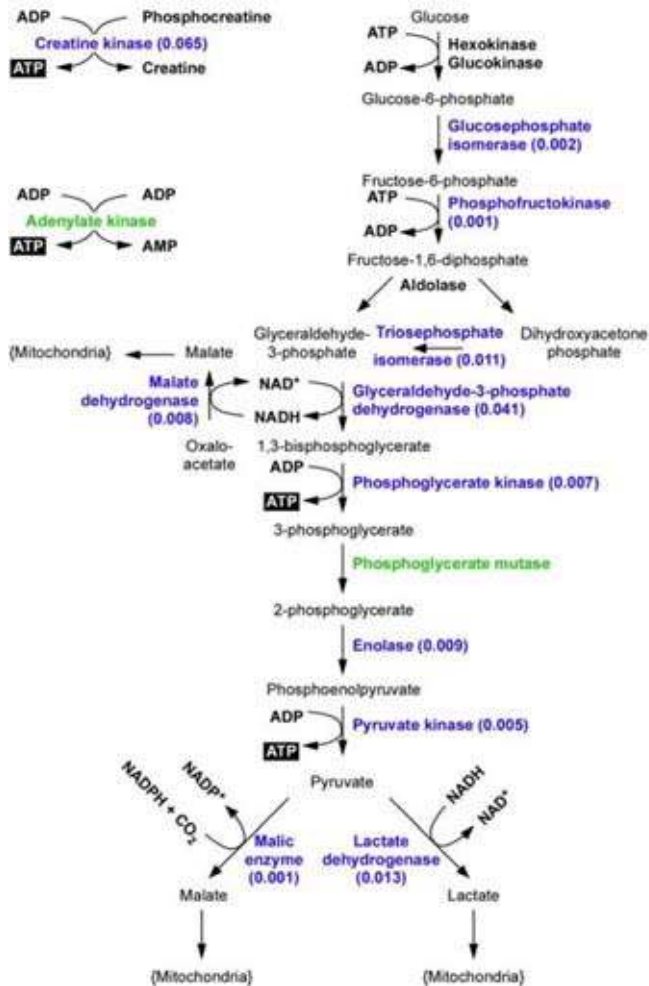 ADP Phosphocreatine
Creatine kinase (0.065)
ATP Creatine
ADP ADP
Adenylate kinase
ATP AMP
Glucose
ATP
Hexokinase
ADP Glucokinase
Glucose-6-phosphate
Glucosephosphate
isomerase (0.002)
Fructose-6-phosphate
ATP
Phosphofructokinase
(0.001)
ADP
Fructose-1,6-diphosphate
Aldolase
Glyceraldehyde-
3-phosphate
Triosephosphate
isomerase (0.011)
Dihydroxyacetone
phosphate
{Mitochondria} Malate
Malate
dehydrogenase
(0.008)
NAD+
NADH
Glyceraldehyde-3-phosphate
dehydrogenase (0.041)
Oxalo-
acetate
1,3-bisphosphoglycerate
ADP
Phosphoglycerate kinase (0.007)
ATP
3-phosphoglycerate
Phosphoglycerate mutase
2-phosphoglycerate
Enolase (0.009)
Phosphoenolpyruvate
ADP
Pyruvate kinase (0.005)
ATP
Pyruvate
NADPH + CO2
NADP+
Malic
enzyme
(0.001)
Lactate
dehydrogenase
(0.013)
NADH
NAD+
Malate Lactate
{Mitochondria} {Mitochondria}